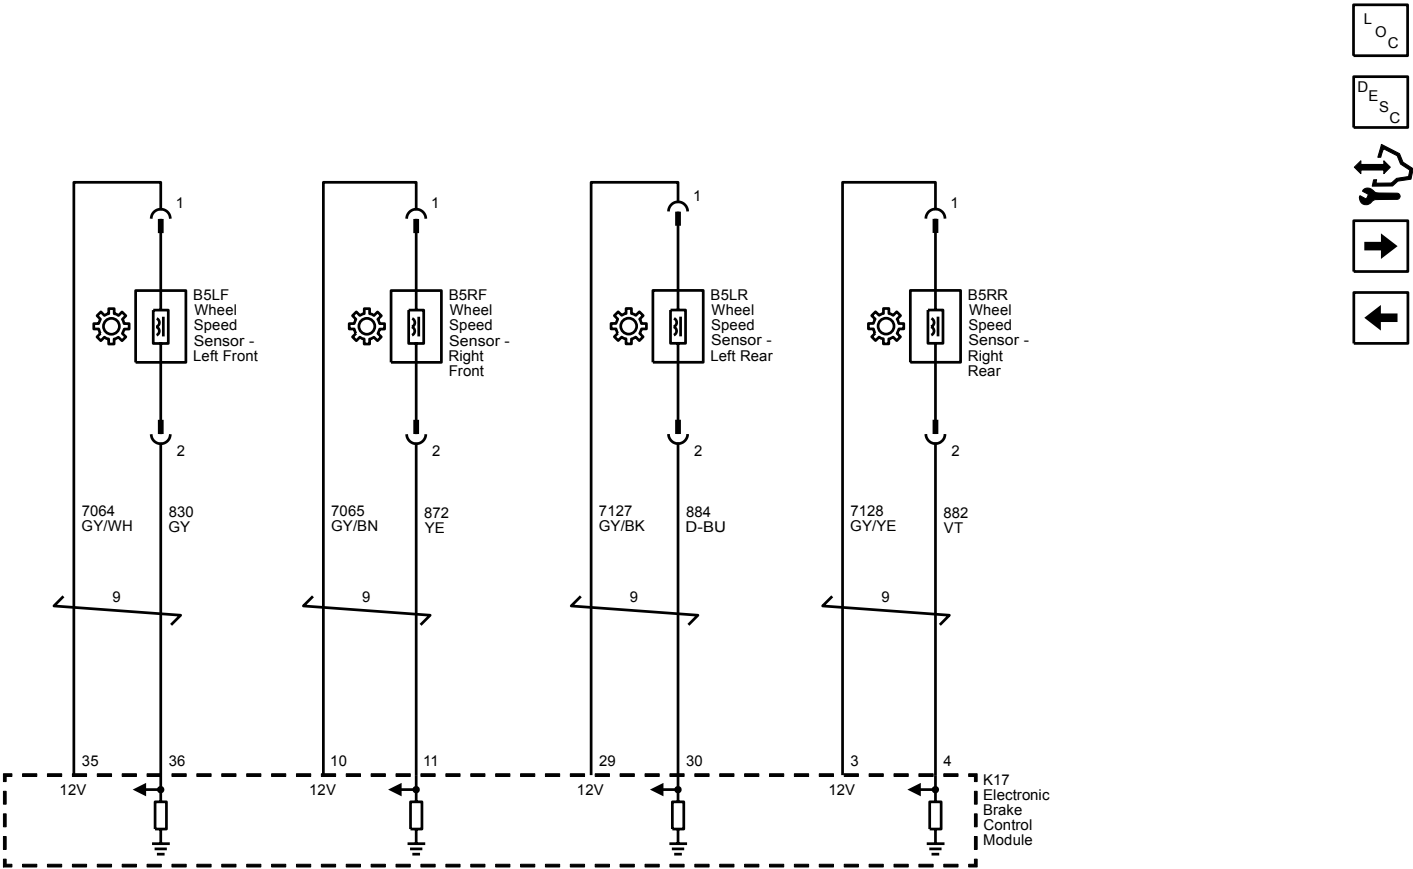 L
O
C
D
E
S
C
1
1
1
1
B5LF
Wheel
Speed
Sensor -
Left Front
B5RF
Wheel
Speed
Sensor -
Right
Front
B5LR
Wheel
Speed
Sensor -
Left Rear
B5RR
Wheel
Speed
Sensor -
Right
Rear
2
2
2
2
7064
GY/WH
830
GY
7065
GY/BN
872
YE
7127
GY/BK
884
D-BU
7128
GY/YE
882
VT
9
9
9
9
35
36
10
11
29
30
3
4
12V
12V
12V
12V
K17
Electronic
Brake
Control
Module